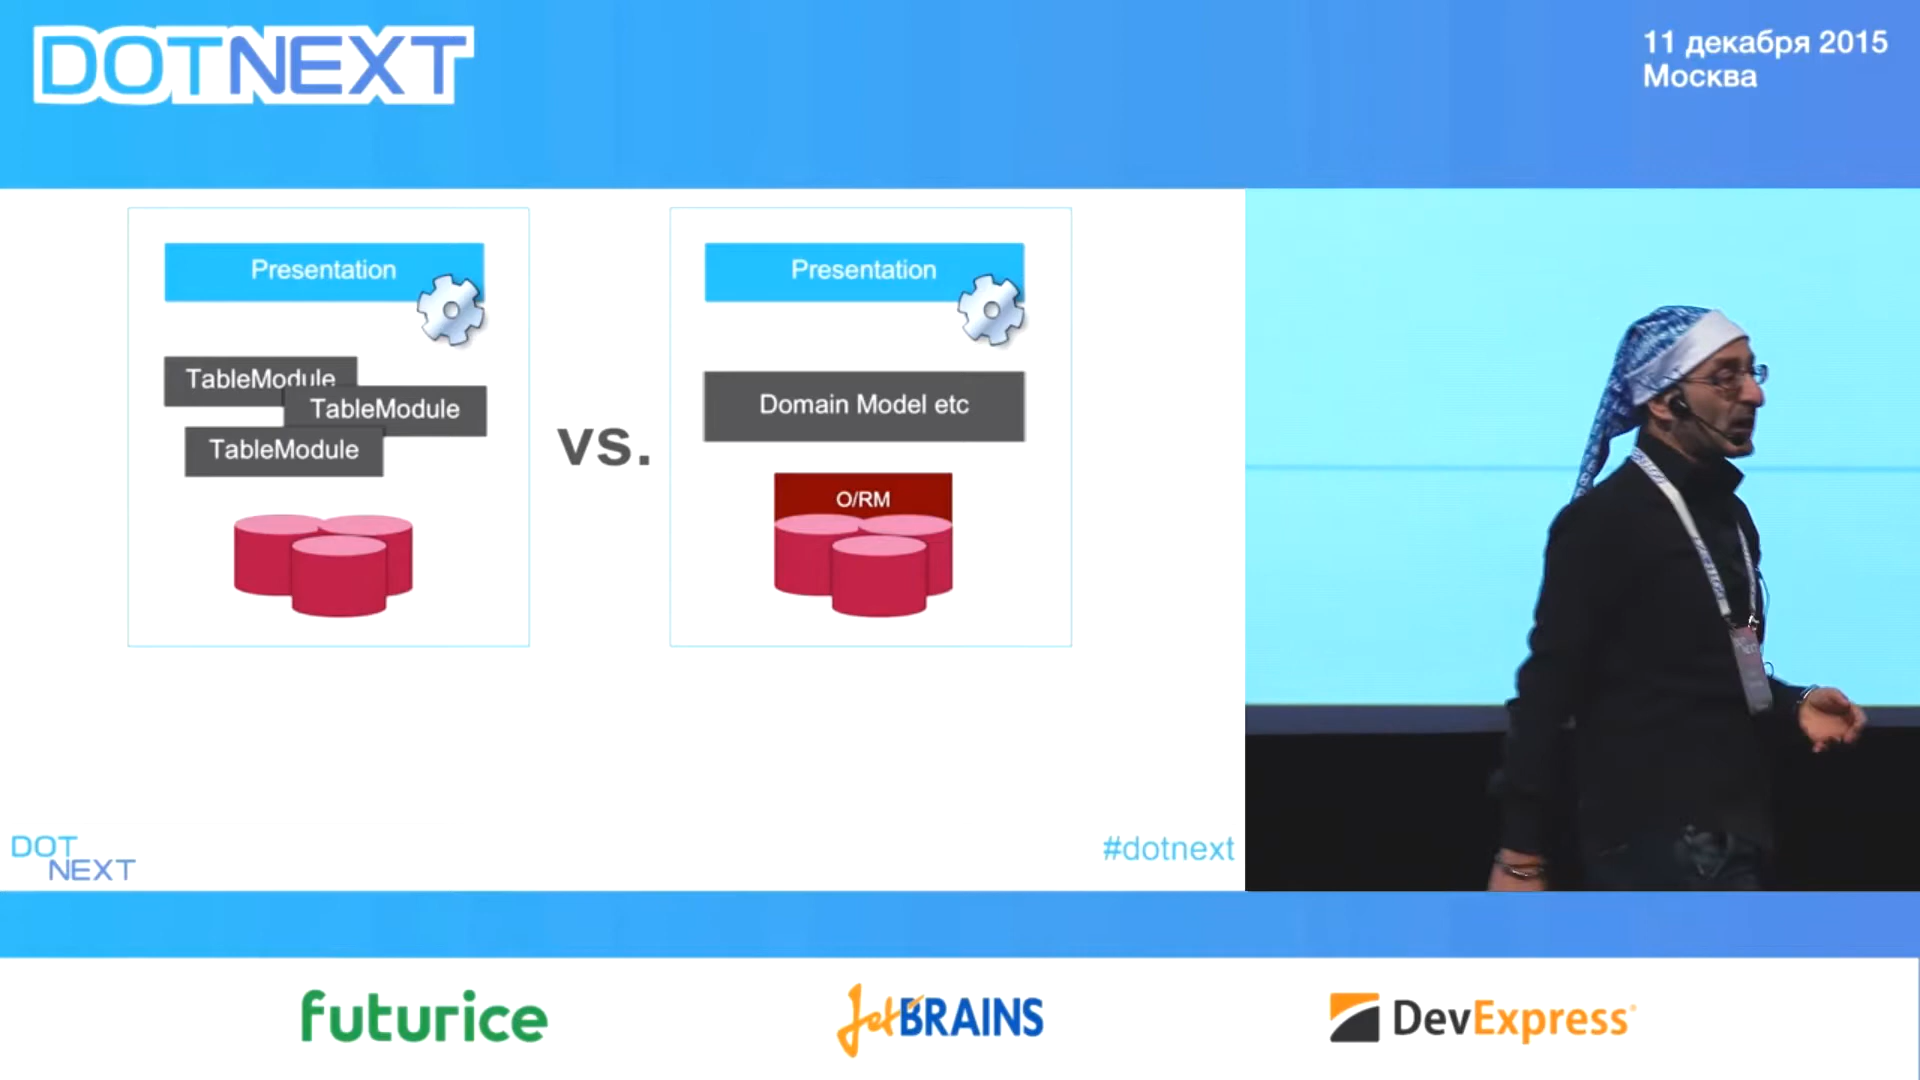 DOTNEXT
11 декабря 2015
Москва
Presentation
TableModule
TableModule
TableModule
vs.
Presentation
Domain Model etc
O/RM
DOT
NEXT
#dotnext
futurice
JetBRAINS
DevExpress